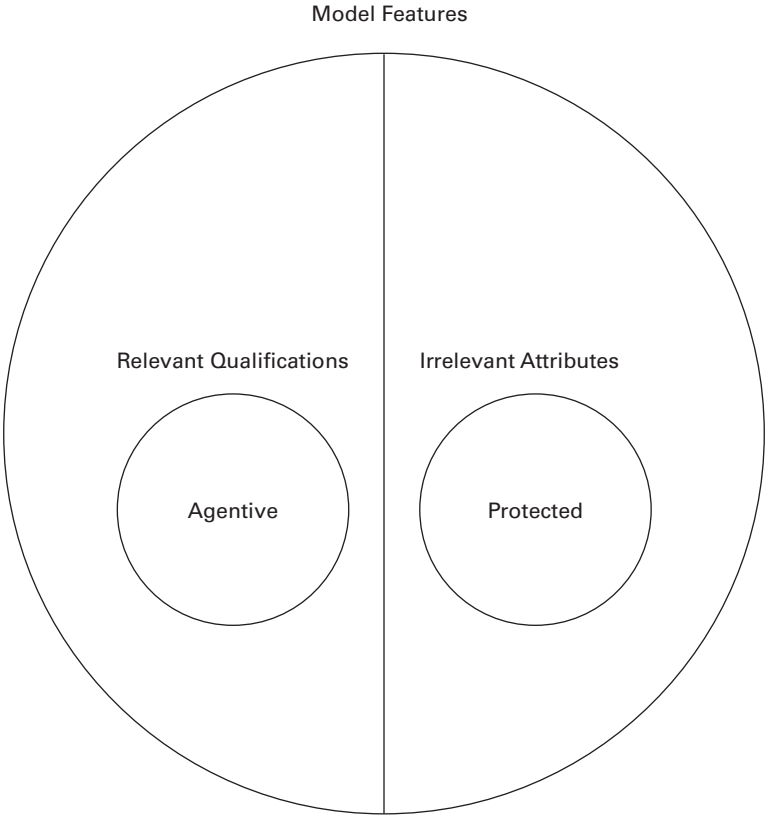 Model Features
Relevant Qualifications
Irrelevant Attributes
Agentive
Protected